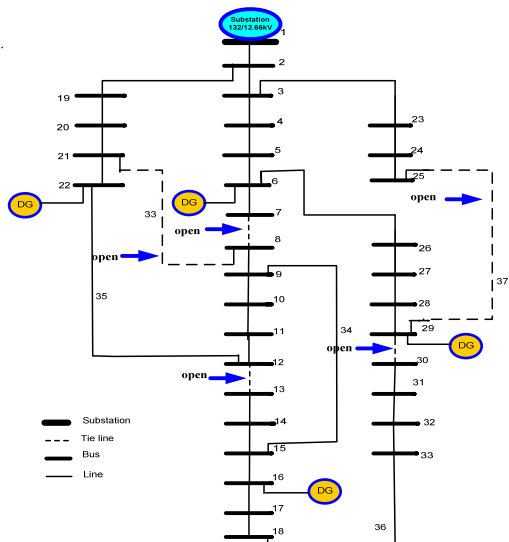 Substation
132/12.66kV
1
2
19
3
20
4
23
21
5
24
22
6
25
DG
DG
open
33
7
open
8
26
open
9
27
37
35
10
28
11
34
29
open
DG
12
30
open
13
31
14
32
Substation
Tie line
15
33
Bus
16
Line
DG
17
36
18